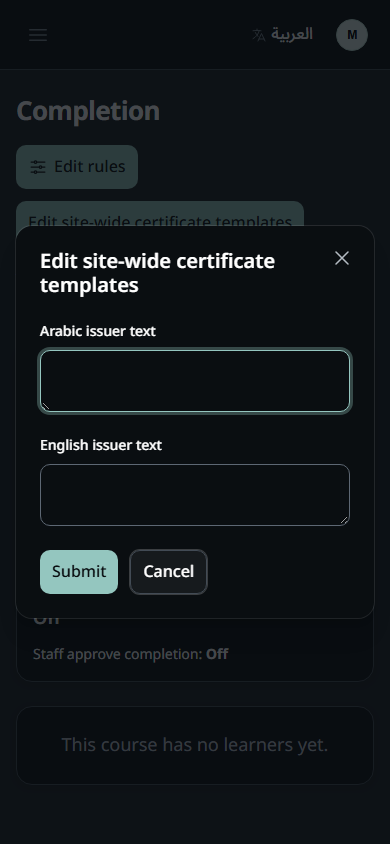 العربية
M
Completion
Edit rules
Edit site-wide certificate templates
Edit site-wide certificate
templates
Arabic issuer text
English issuer text
Submit
Cancel
Off
Staff approve completion: Off
This course has no learners yet.